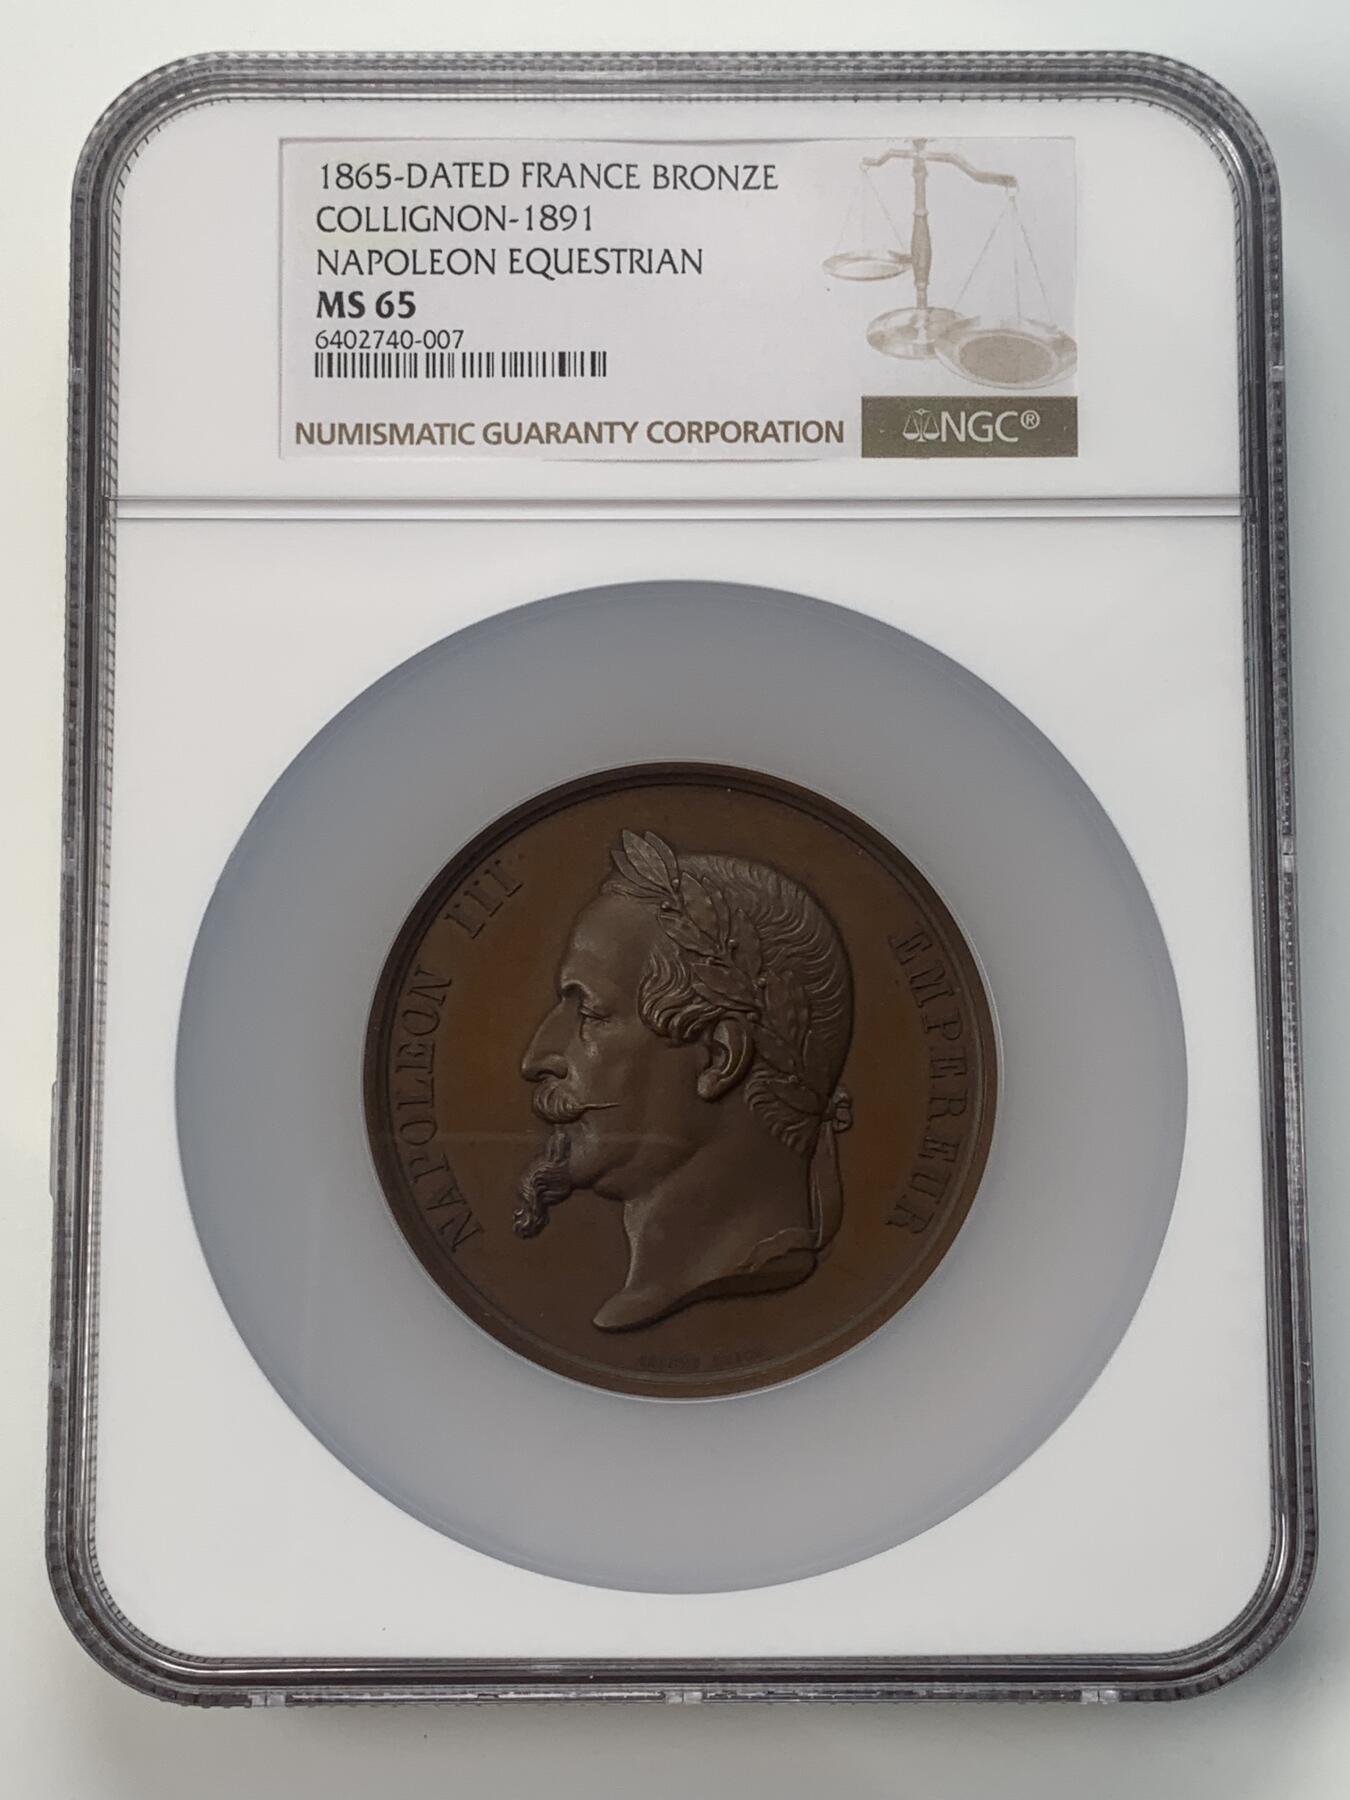 1865-DATED FRANCE BRONZE
COLLIGNON-1891
NAPOLEON EQUESTRIAN
MS 65
6402740-007
NUMISMATIC GUARANTY CORPORATION
NGC®
NAPOLEON III
EMPEREUR